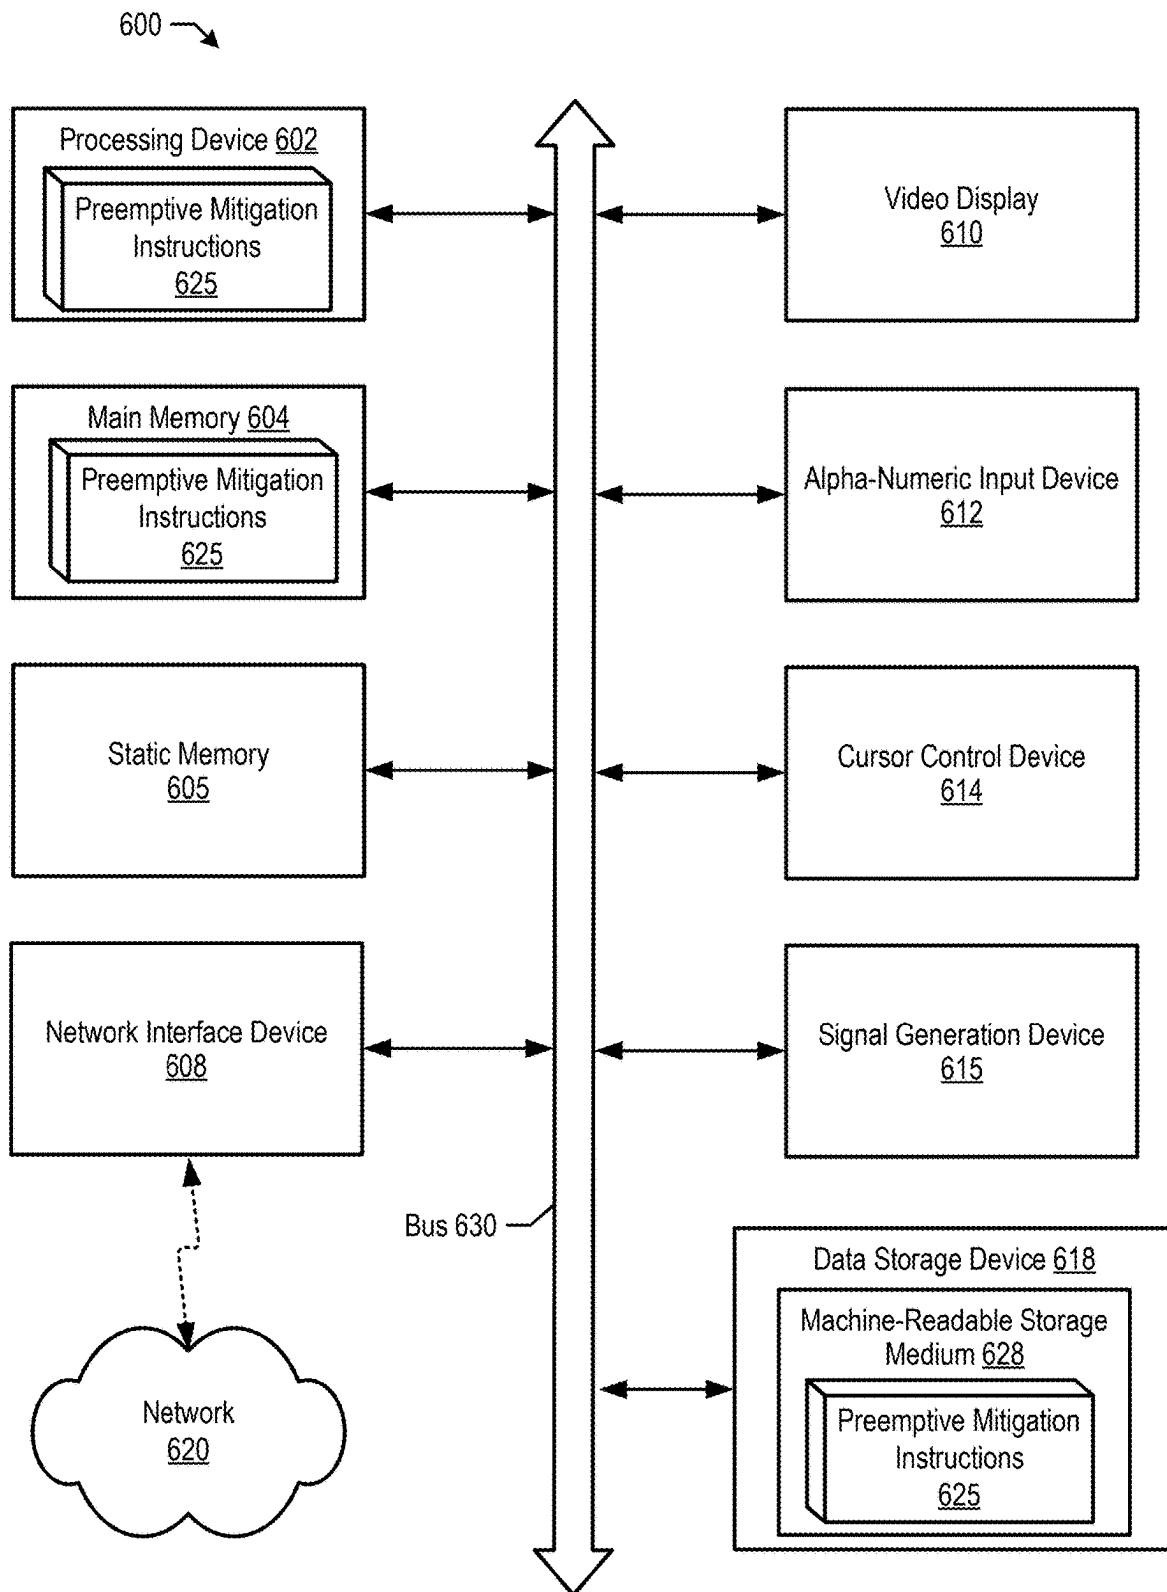 600
Processing Device 602
Preemptive Mitigation
Instructions
625
Video Display
610
Main Memory 604
Preemptive Mitigation
Instructions
625
Alpha-Numeric Input Device
612
Static Memory
605
Cursor Control Device
614
Network Interface Device
608
Signal Generation Device
615
Bus 630
Data Storage Device 618
Machine-Readable Storage
Medium 628
Preemptive Mitigation
Instructions
625
Network
620